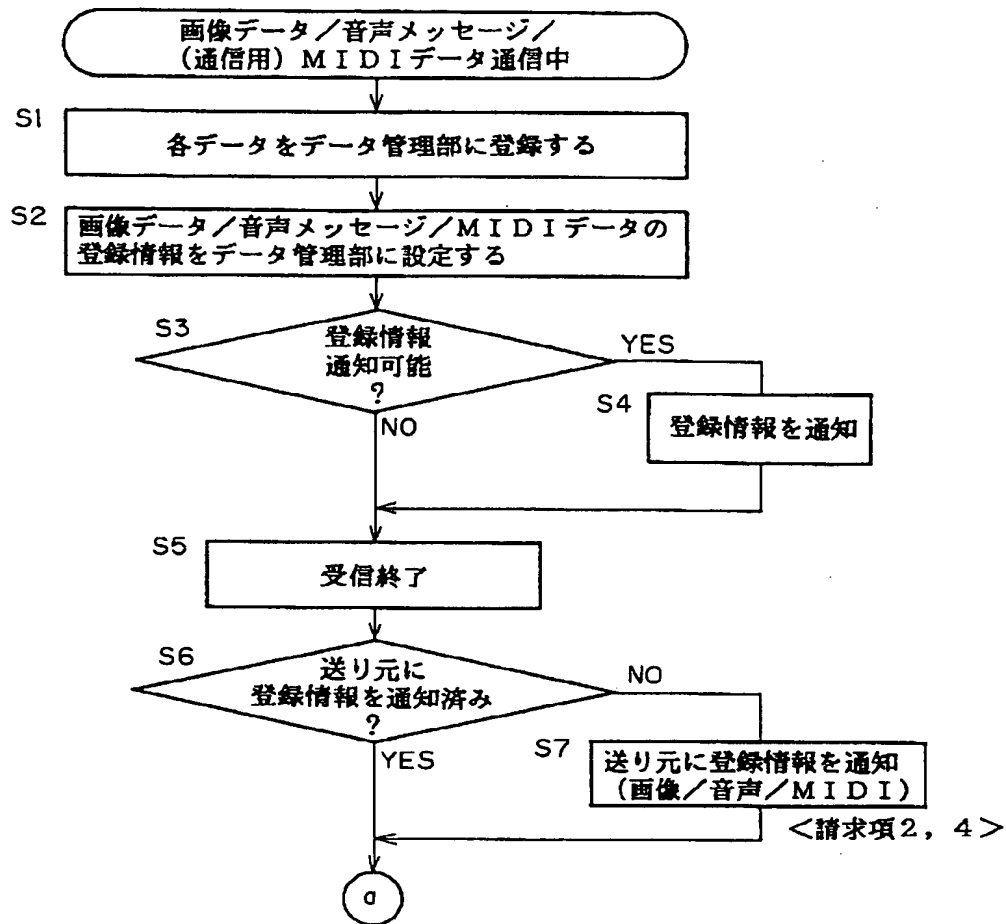 画像データ／音声メッセージ／
（通信用）ＭＩＤＩデータ通信中
S1
各データをデータ管理部に登録する
S2
画像データ／音声メッセージ／ＭＩＤＩデータの
登録情報をデータ管理部に設定する
S3
登録情報
通知可能
？
YES
NO
S4
登録情報を通知
S5
受信終了
S6
送り元に
登録情報を通知済み
？
NO
YES
S7
送り元に登録情報を通知
（画像／音声／ＭＩＤＩ）
＜請求項２，４＞
a